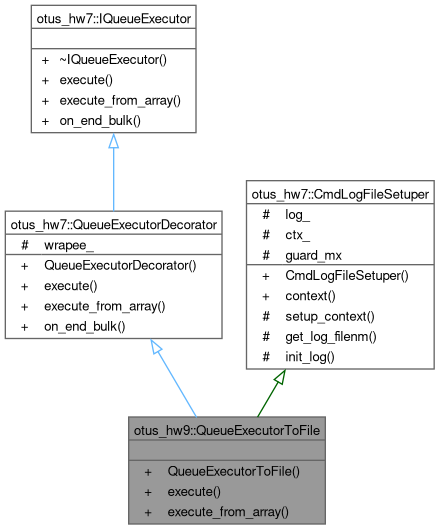 otus_hw7::IQueueExecutor
+ ~IQueueExecutor()
+ execute()
+ execute_from_array()
+ on_end_bulk()
otus_hw7::QueueExecutorDecorator
# wrapee_
+ QueueExecutorDecorator()
+ execute()
+ execute_from_array()
+ on_end_bulk()
otus_hw7::CmdLogFileSetuper
# log_
# ctx_
# guard_mx
+ CmdLogFileSetuper()
+ context()
# setup_context()
# get_log_filenm()
# init_log()
otus_hw9::QueueExecutorToFile
+ QueueExecutorToFile()
+ execute()
+ execute_from_array()